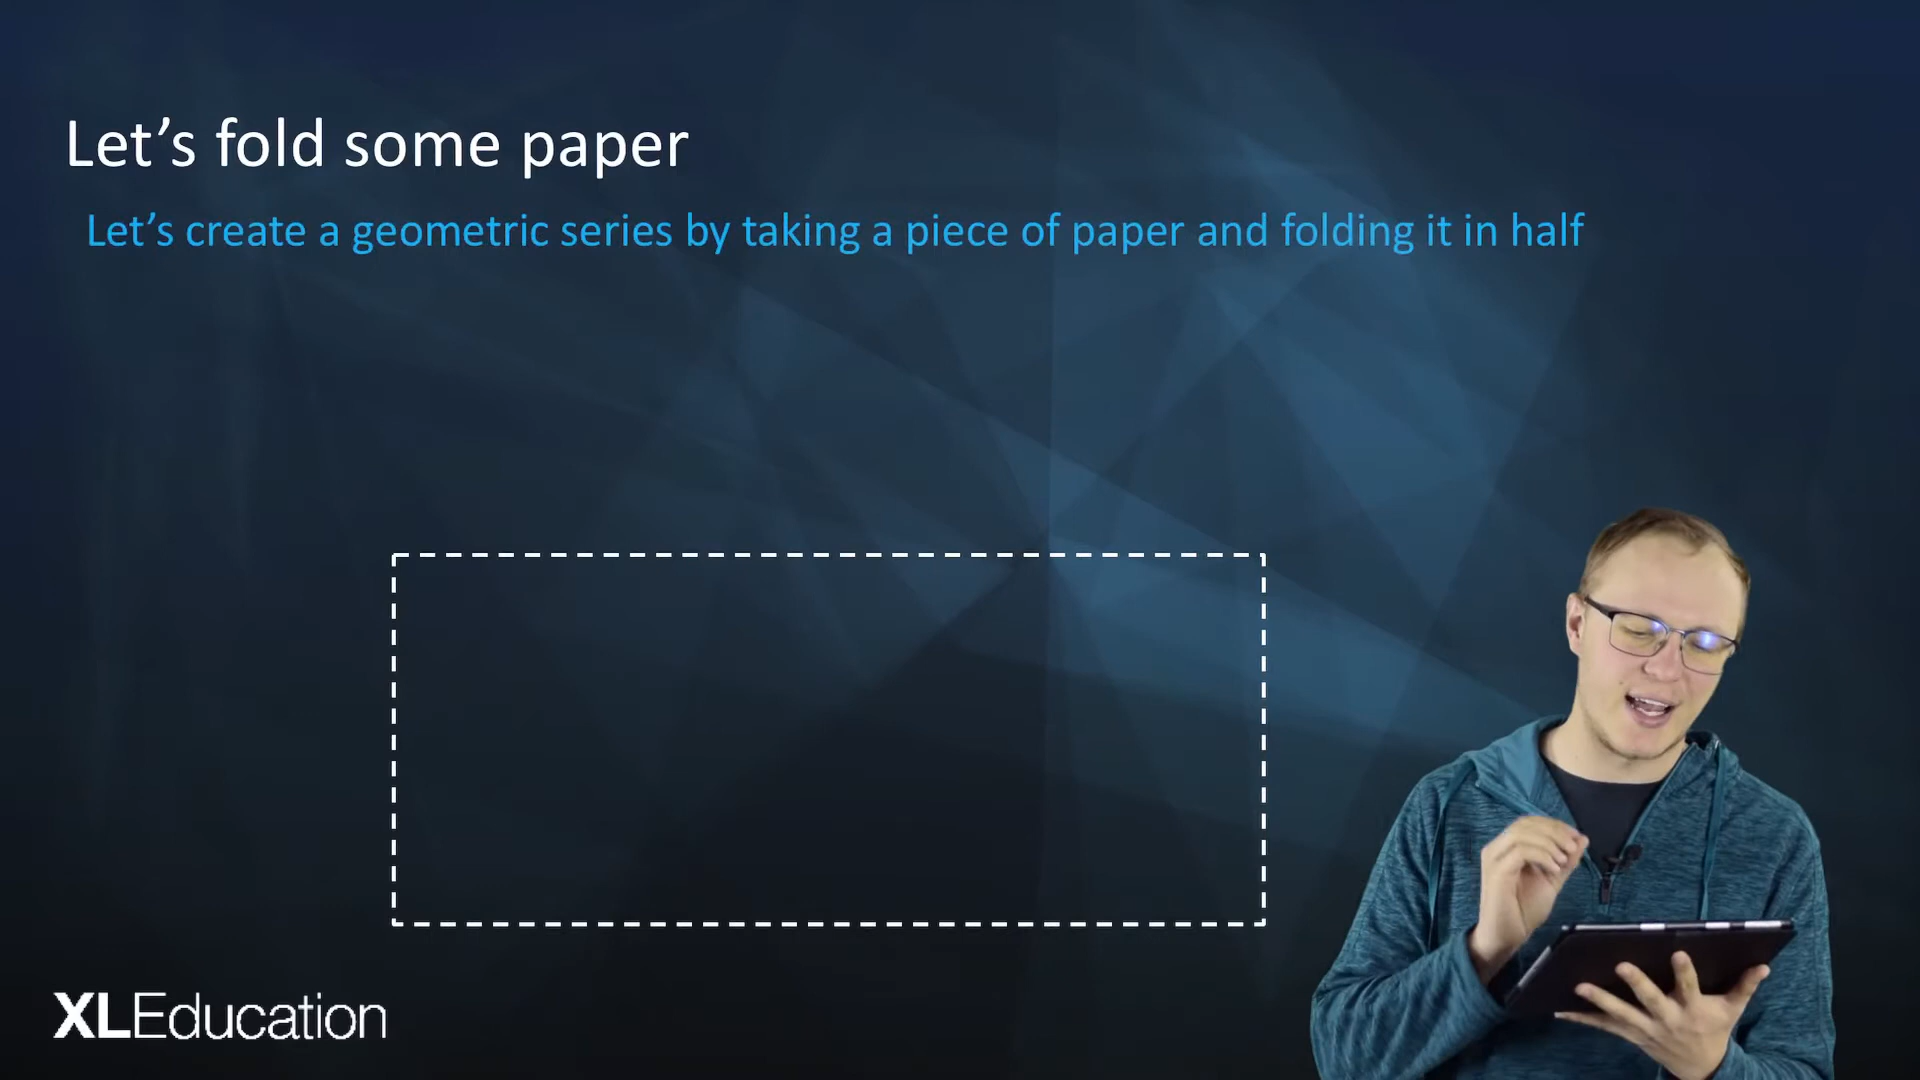 Let’s fold some paper
Let’s create a geometric series by taking a piece of paper and folding it in half
XLEducation